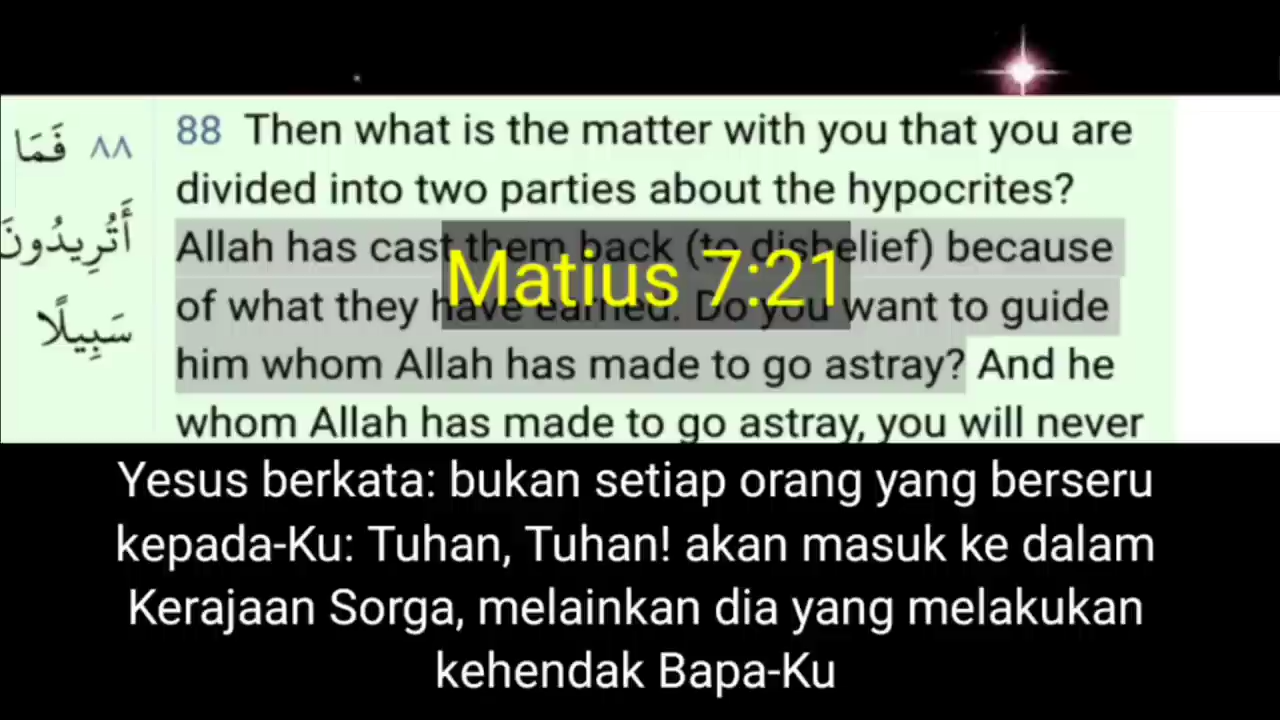 ٨٨ فَمَا
أَتُرِيدُونَ
سَبِيلًا
88 Then what is the matter with you that you are
divided into two parties about the hypocrites?
Allah has cast them back (to disbelief) because
of what they have earned. Do you want to guide
him whom Allah has made to go astray? And he
whom Allah has made to go astray, you will never
Matius 7:21
Yesus berkata: bukan setiap orang yang berseru
kepada-Ku: Tuhan, Tuhan! akan masuk ke dalam
Kerajaan Sorga, melainkan dia yang melakukan
kehendak Bapa-Ku